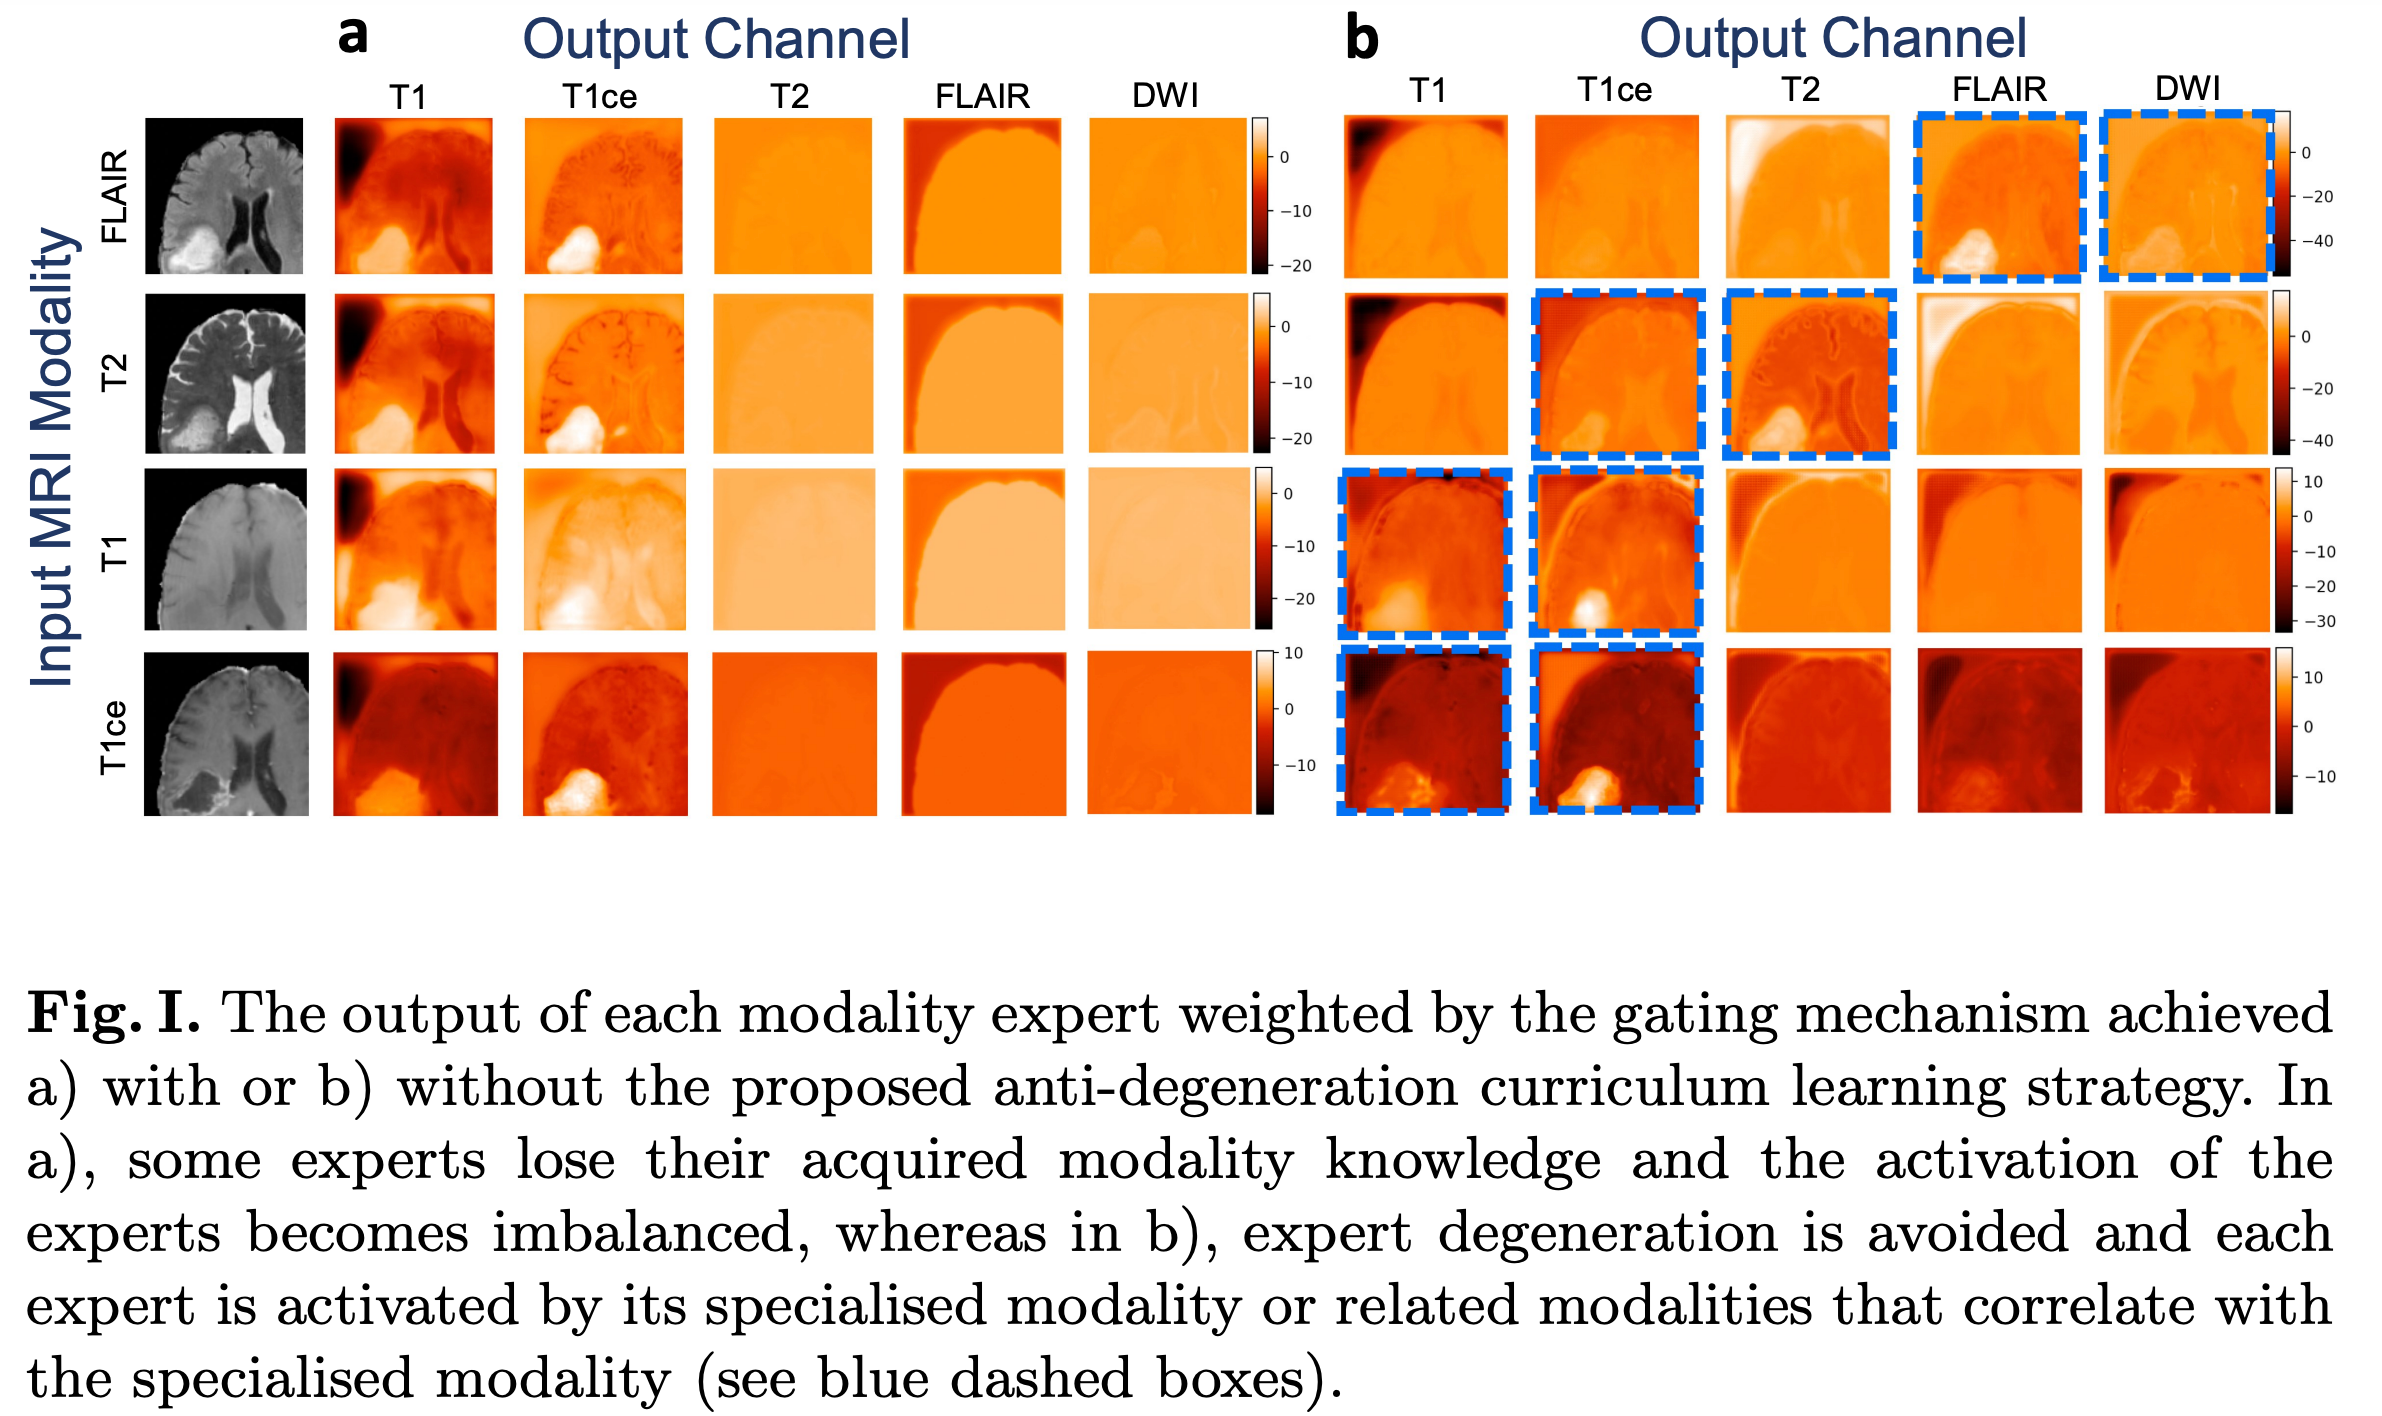 a
Output Channel
T1 T1ce T2 FLAIR DWI
b
Output Channel
T1 T1ce T2 FLAIR DWI
Input MRI Modality
FLAIR
0
−10
−20
0
−20
−40
T2
0
−10
−20
0
−20
−40
T1
0
−10
−20
10
0
−10
−20
−30
T1ce
10
0
−10
10
0
−10
Fig. I. The output of each modality expert weighted by the gating mechanism achieved
a) with or b) without the proposed anti-degeneration curriculum learning strategy. In
a), some experts lose their acquired modality knowledge and the activation of the
experts becomes imbalanced, whereas in b), expert degeneration is avoided and each
expert is activated by its specialised modality or related modalities that correlate with
the specialised modality (see blue dashed boxes).